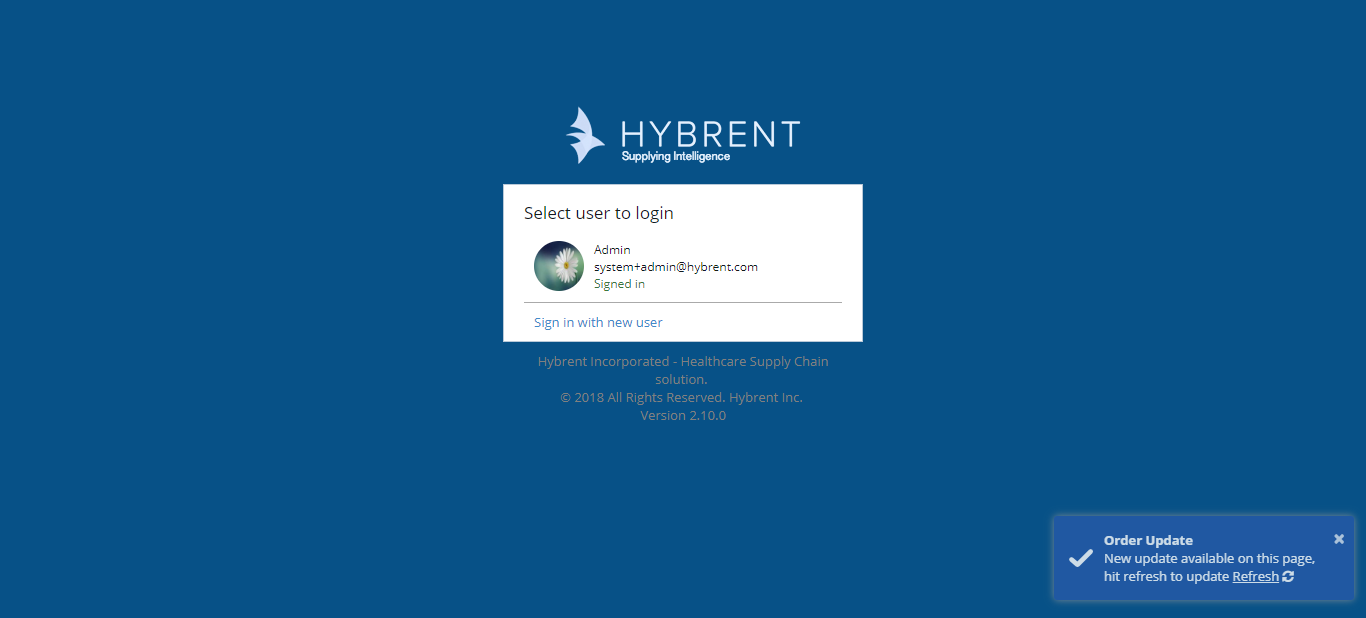 HYBRENT
Supplying Intelligence
Select user to login
Admin
system+admin@hybrent.com
Signed in
Sign in with new user
Hybrent Incorporated - Healthcare Supply Chain
solution.
© 2018 All Rights Reserved. Hybrent Inc.
Version 2.10.0
Order Update
New update available on this page,
hit refresh to update Refresh